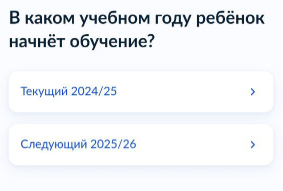 В каком учебном году ребёнок
начнёт обучение?
Текущий 2024/25
Следующий 2025/26